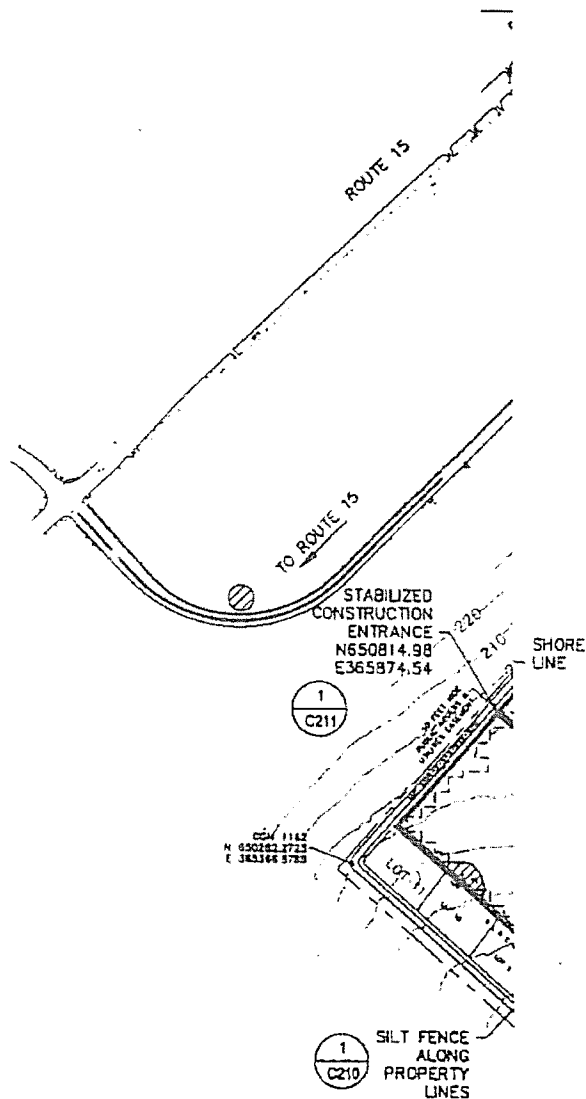 ROUTE 15
TO ROUTE 15
STABILIZED
CONSTRUCTION
ENTRANCE
N650814.98
E365874.54
220
210
SHORE
LINE
1
C211
LOT
1
C210
SILT FENCE
ALONG
PROPERTY
LINES